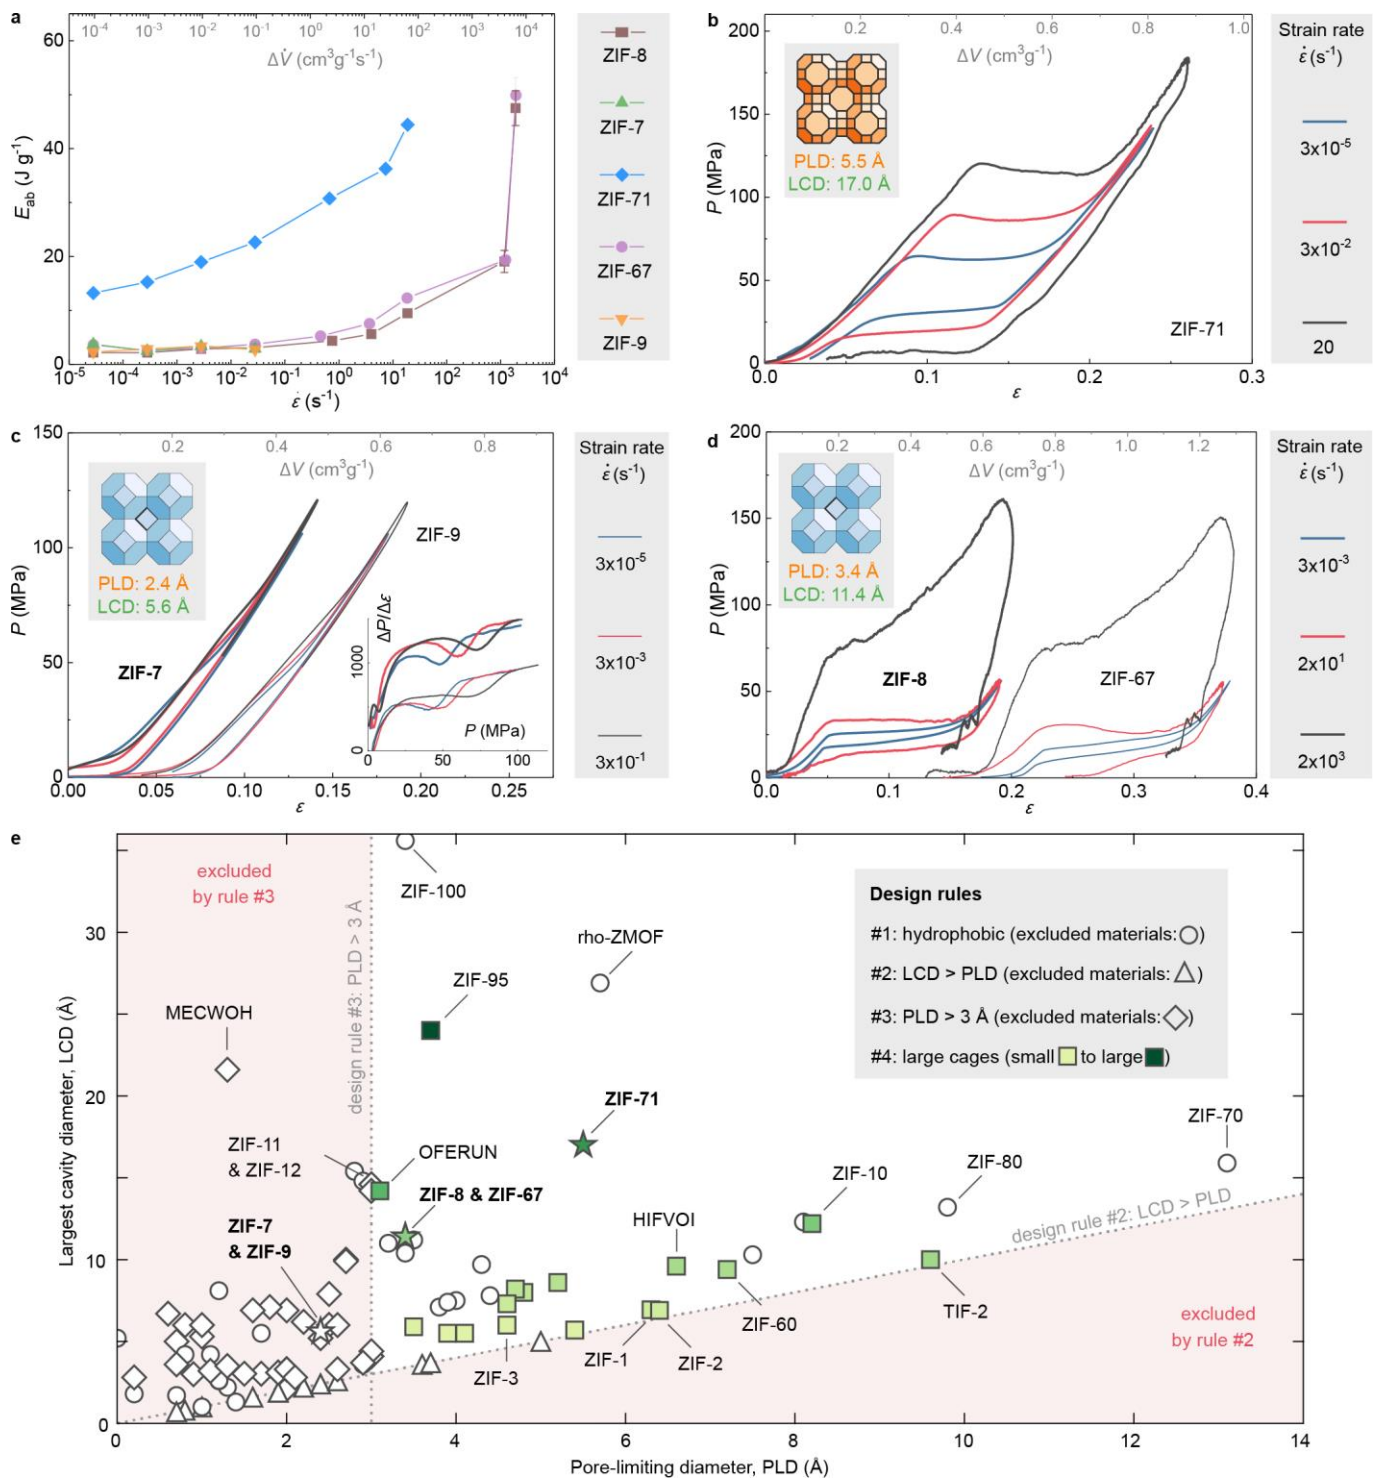 a
10⁻⁴ 10⁻³ 10⁻² 10⁻¹ 10⁰ 10¹ 10² 10³ 10⁴
ΔV̇ (cm³g⁻¹s⁻¹)
60
40
20
0
E_ab (J g⁻¹)
10⁻⁵ 10⁻⁴ 10⁻³ 10⁻² 10⁻¹ 10⁰ 10¹ 10² 10³ 10⁴
ε̇ (s⁻¹)
ZIF-8
ZIF-7
ZIF-71
ZIF-67
ZIF-9
b
0.0 0.2 0.4 0.6 0.8 1.0
ΔV (cm³g⁻¹)
200
150
100
50
0
P (MPa)
PLD: 5.5 Å
LCD: 17.0 Å
ZIF-71
0.0 0.1 0.2 0.3
ε
Strain rate
ε̇ (s⁻¹)
3x10⁻⁵
3x10⁻²
20
c
0.2 0.4 0.6 0.8
ΔV (cm³g⁻¹)
150
100
50
0
P (MPa)
PLD: 2.4 Å
LCD: 5.6 Å
ZIF-7
ZIF-9
ΔP/Δε
1000
0
P (MPa)
0 50 100
0.00 0.05 0.10 0.15 0.20 0.25
ε
Strain rate
ε̇ (s⁻¹)
3x10⁻⁵
3x10⁻³
3x10⁻¹
d
0.2 0.4 0.6 0.8 1.0 1.2
ΔV (cm³g⁻¹)
200
150
100
50
0
P (MPa)
PLD: 3.4 Å
LCD: 11.4 Å
ZIF-8
ZIF-67
0.0 0.1 0.2 0.3 0.4
ε
Strain rate
ε̇ (s⁻¹)
3x10⁻³
2x10¹
2x10³
e
excluded
by rule #3
design rule #3: PLD > 3 Å
ZIF-100
rho-ZMOF
ZIF-95
MECWOH
ZIF-71
ZIF-70
ZIF-11
& ZIF-12
OFERUN
ZIF-8 & ZIF-67
ZIF-10
ZIF-80
ZIF-7
& ZIF-9
HIFVOI
design rule #2: LCD > PLD
TIF-2
ZIF-60
ZIF-1
ZIF-2
ZIF-3
excluded
by rule #2
Design rules
#1: hydrophobic (excluded materials: )
#2: LCD > PLD (excluded materials: )
#3: PLD > 3 Å (excluded materials: )
#4: large cages (small to large )
30
20
10
0
Largest cavity diameter, LCD (Å)
0 2 4 6 8 10 12 14
Pore-limiting diameter, PLD (Å)